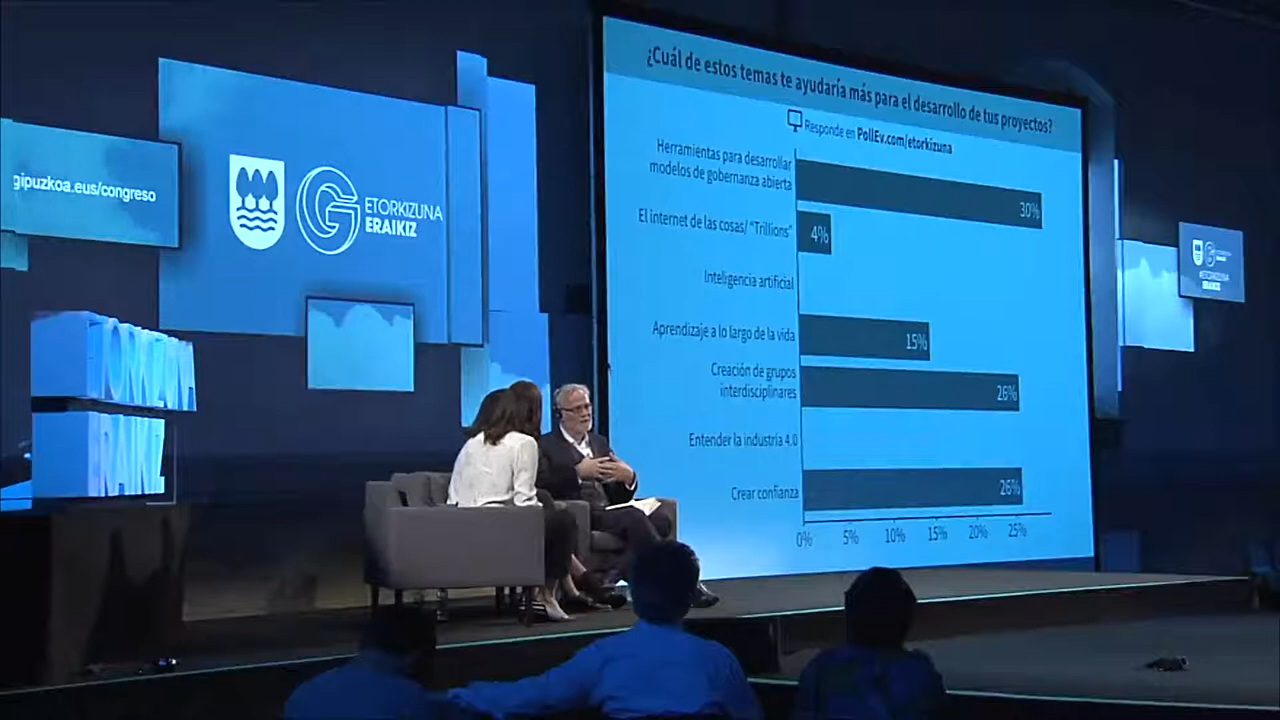 gipuzkoa.eus/congreso
G
ETORKIZUNA
ERAIKIZ
¿Cuál de estos temas te ayudaría más para el desarrollo de tus proyectos?
Responde en PollEv.com/etorkizuna
Herramientas para desarrollar
modelos de gobernanza abierta
30%
El internet de las cosas/ “Trillions”
4%
Inteligencia artificial
Aprendizaje a lo largo de la vida
15%
Creación de grupos
interdisciplinares
26%
Entender la industria 4.0
Crear confianza
26%
0% 5% 10% 15% 20% 25%
G
ETORKIZUNA
ERAIKIZ